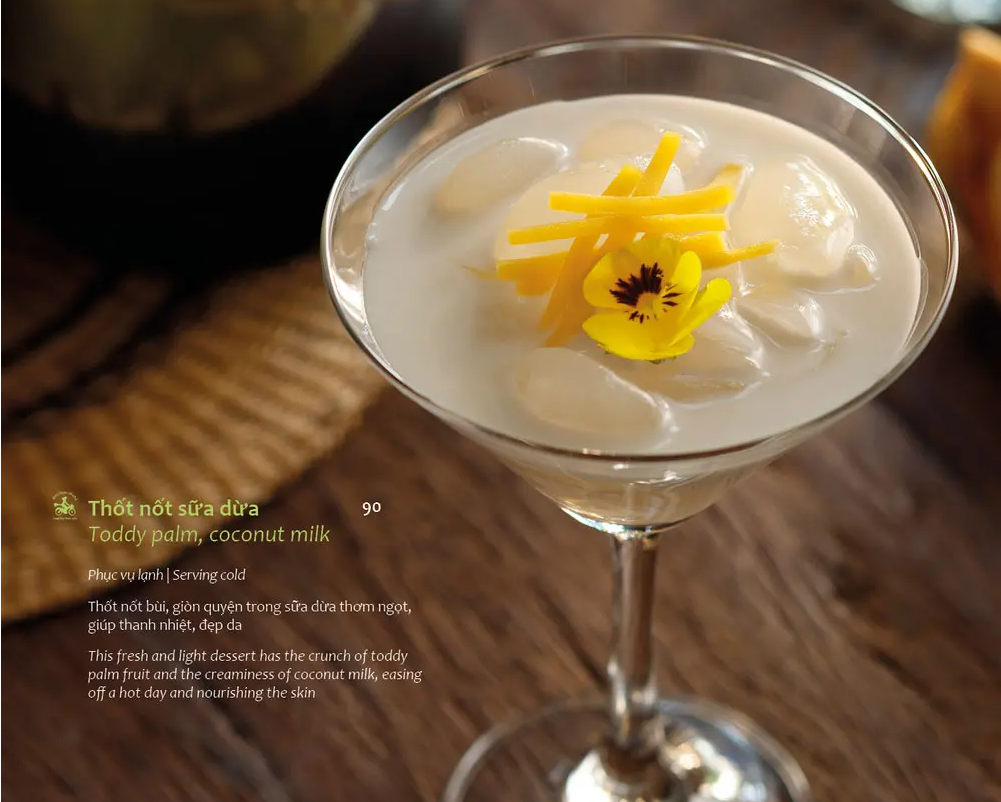 Thốt nốt sữa dừa 90
Toddy palm, coconut milk
Phục vụ lạnh | Serving cold
Thốt nốt bùi, giòn quyện trong sữa dừa thơm ngọt,
giúp thanh nhiệt, đẹp da
This fresh and light dessert has the crunch of toddy
palm fruit and the creaminess of coconut milk, easing
off a hot day and nourishing the skin